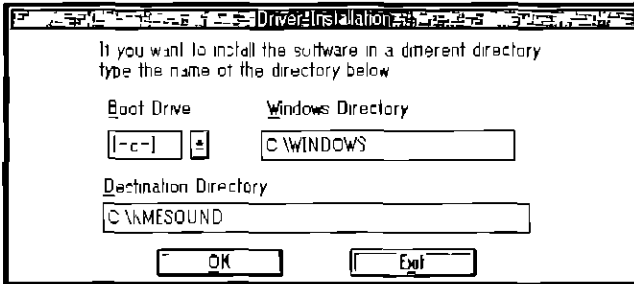 Driver Installation
If you want to install the software in a different directory
type the name of the directory below
Boot Drive
Windows Directory
[-c-]
C:\WINDOWS
Destination Directory
C:\KMESOUND
OK
Exit